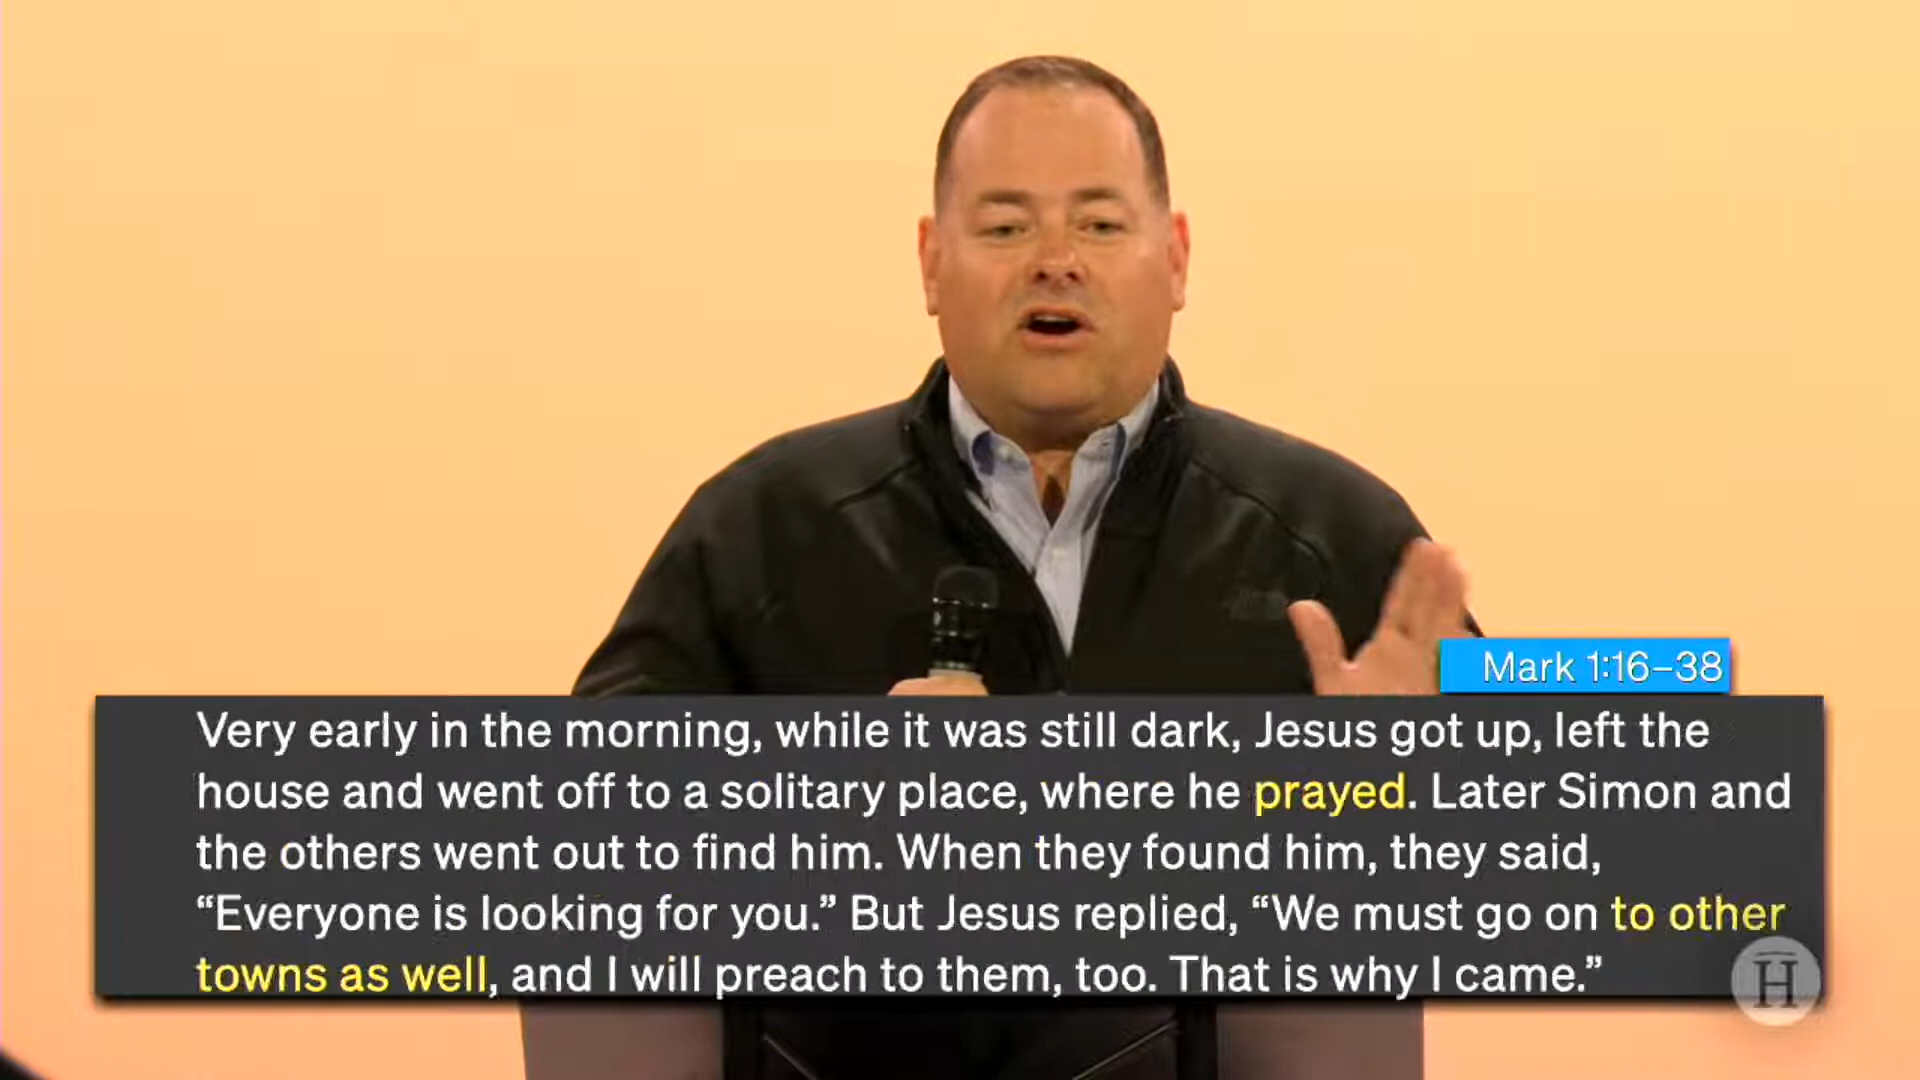 Mark 1:16–38
Very early in the morning, while it was still dark, Jesus got up, left the
house and went off to a solitary place, where he prayed. Later Simon and
the others went out to find him. When they found him, they said,
“Everyone is looking for you.” But Jesus replied, “We must go on to other
towns as well, and I will preach to them, too. That is why I came.”
H